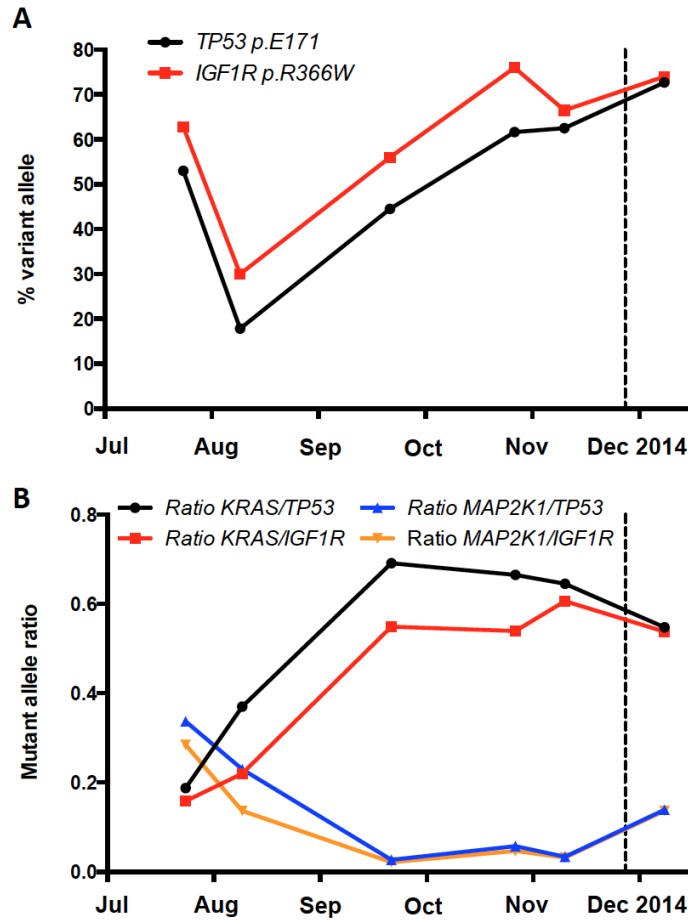 A
TP53 p.E171
IGF1R p.R366W
% variant allele
80
70
60
50
40
30
20
10
0
Jul Aug Sep Oct Nov Dec 2014
B
Ratio KRAS/TP53 Ratio MAP2K1/TP53
Ratio KRAS/IGF1R Ratio MAP2K1/IGF1R
Mutant allele ratio
0.8
0.6
0.4
0.2
0.0
Jul Aug Sep Oct Nov Dec 2014